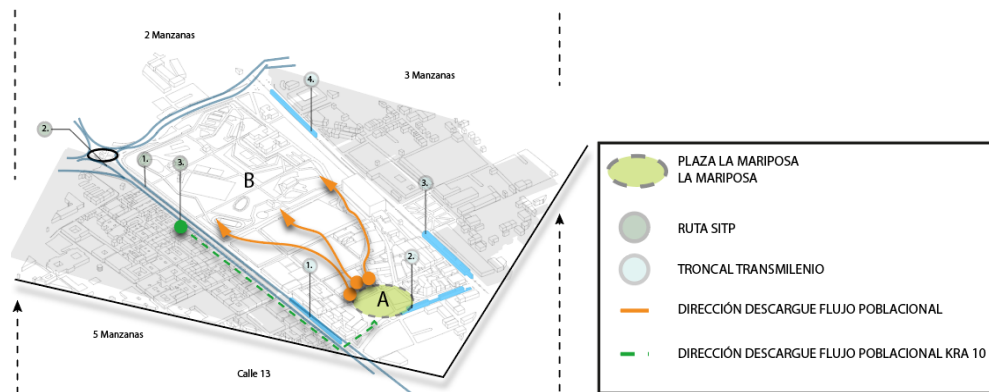 2 Manzanas
3 Manzanas
4.
2.
1.
3.
B
3.
2.
1.
A
5 Manzanas
Calle 13
PLAZA LA MARIPOSA
LA MARIPOSA
RUTA SITP
TRONCAL TRANSMILENIO
DIRECCIÓN DESCARGUE FLUJO POBLACIONAL
DIRECCIÓN DESCARGUE FLUJO POBLACIONAL KRA 10